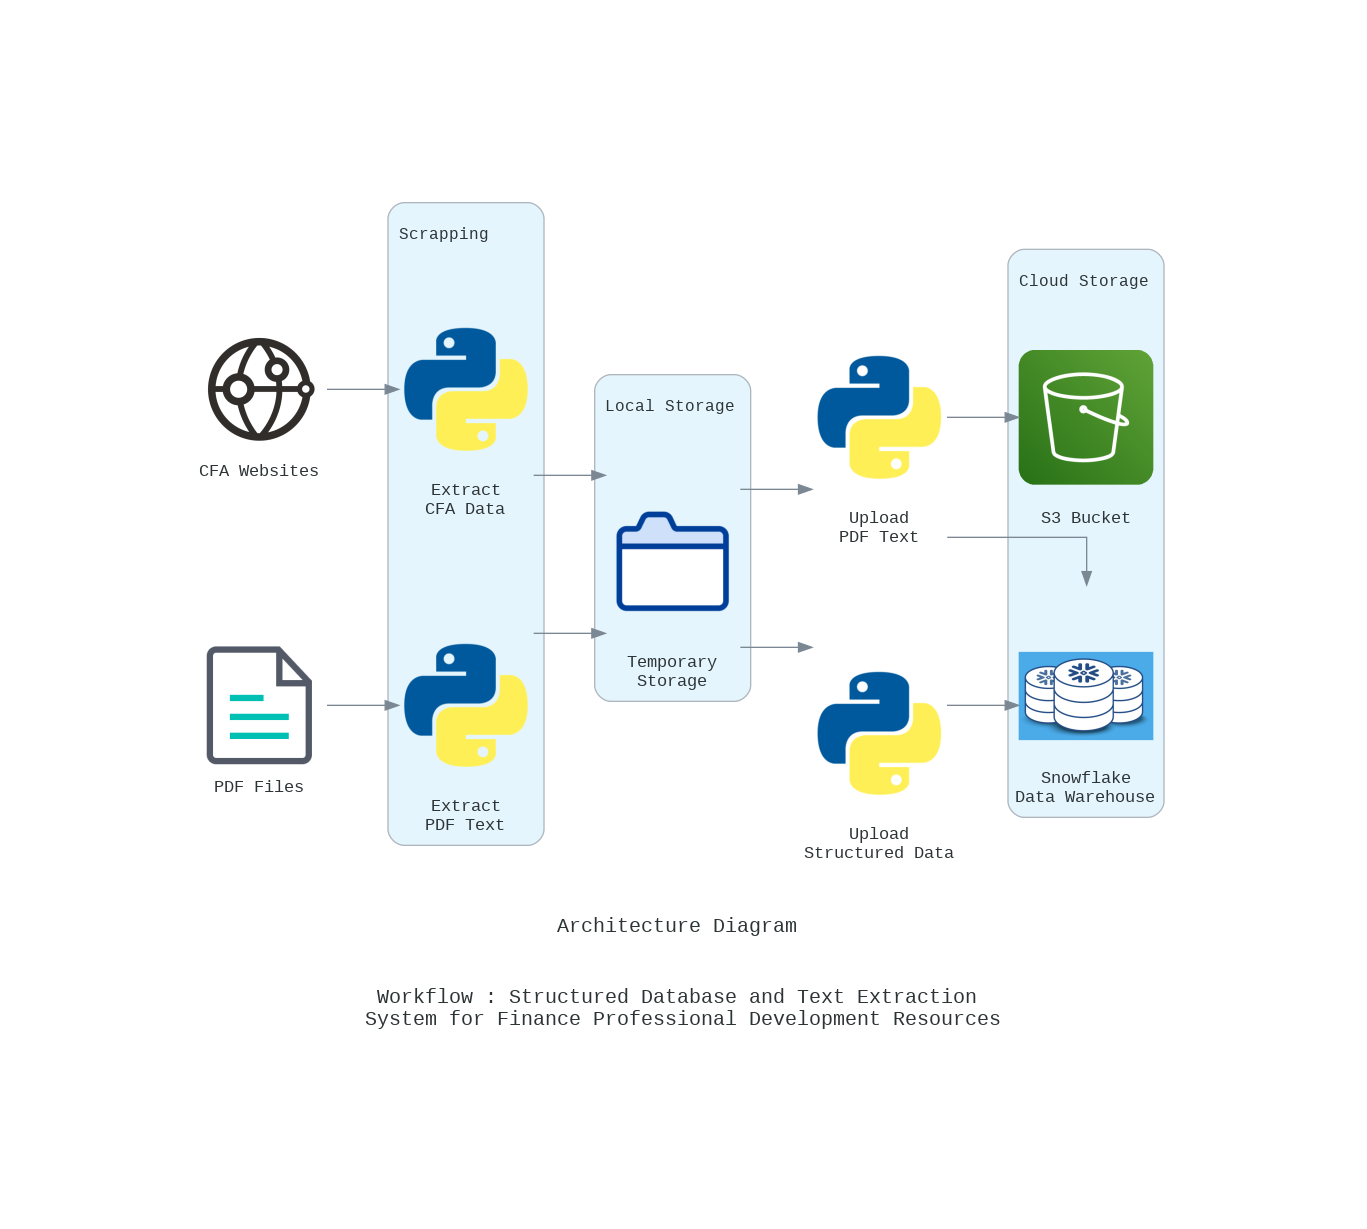 Scrapping
Cloud Storage
Local Storage
CFA Websites
Extract
CFA Data
Upload
PDF Text
S3 Bucket
Temporary
Storage
PDF Files
Extract
PDF Text
Upload
Structured Data
Snowflake
Data Warehouse
Architecture Diagram
Workflow : Structured Database and Text Extraction
System for Finance Professional Development Resources